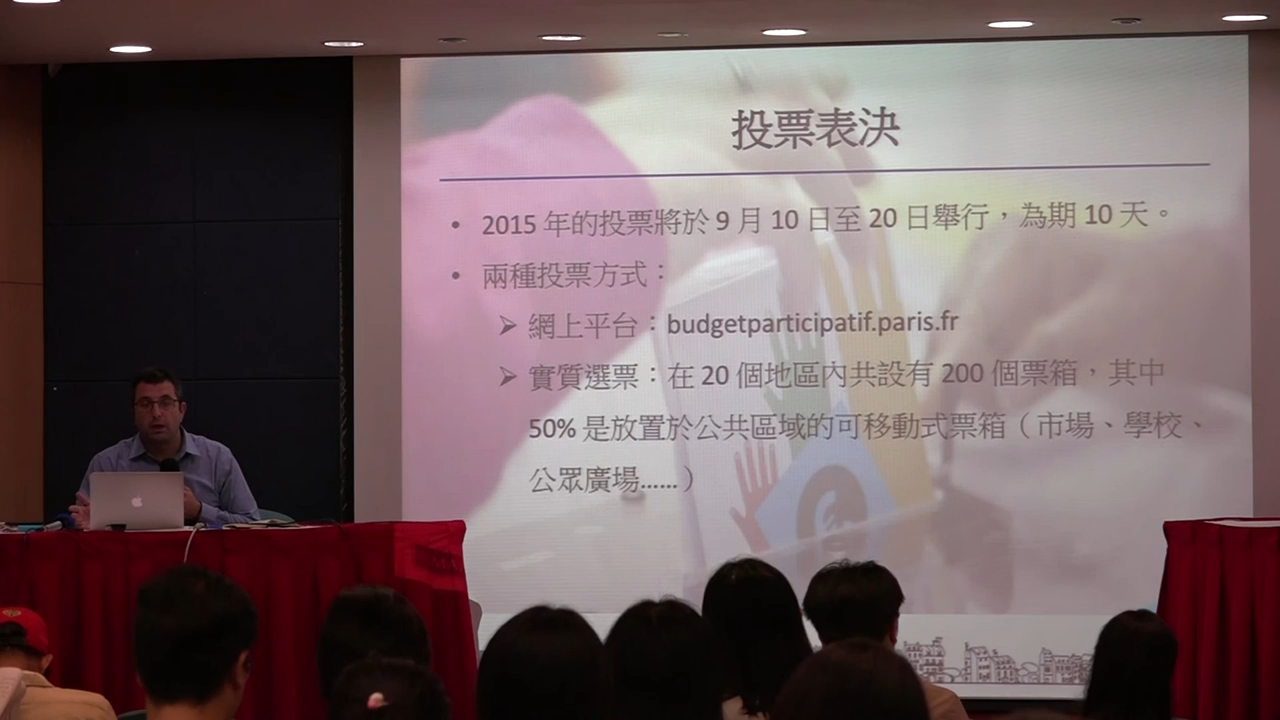 投票表決
• 2015 年的投票將於 9 月 10 日至 20 日舉行，為期 10 天。
• 兩種投票方式：
➢ 網上平台：budgetparticipatif.paris.fr
➢ 實質選票：在 20 個地區內共設有 200 個票箱，其中
50% 是放置於公共區域的可移動式票箱（市場、學校、
公眾廣場……）